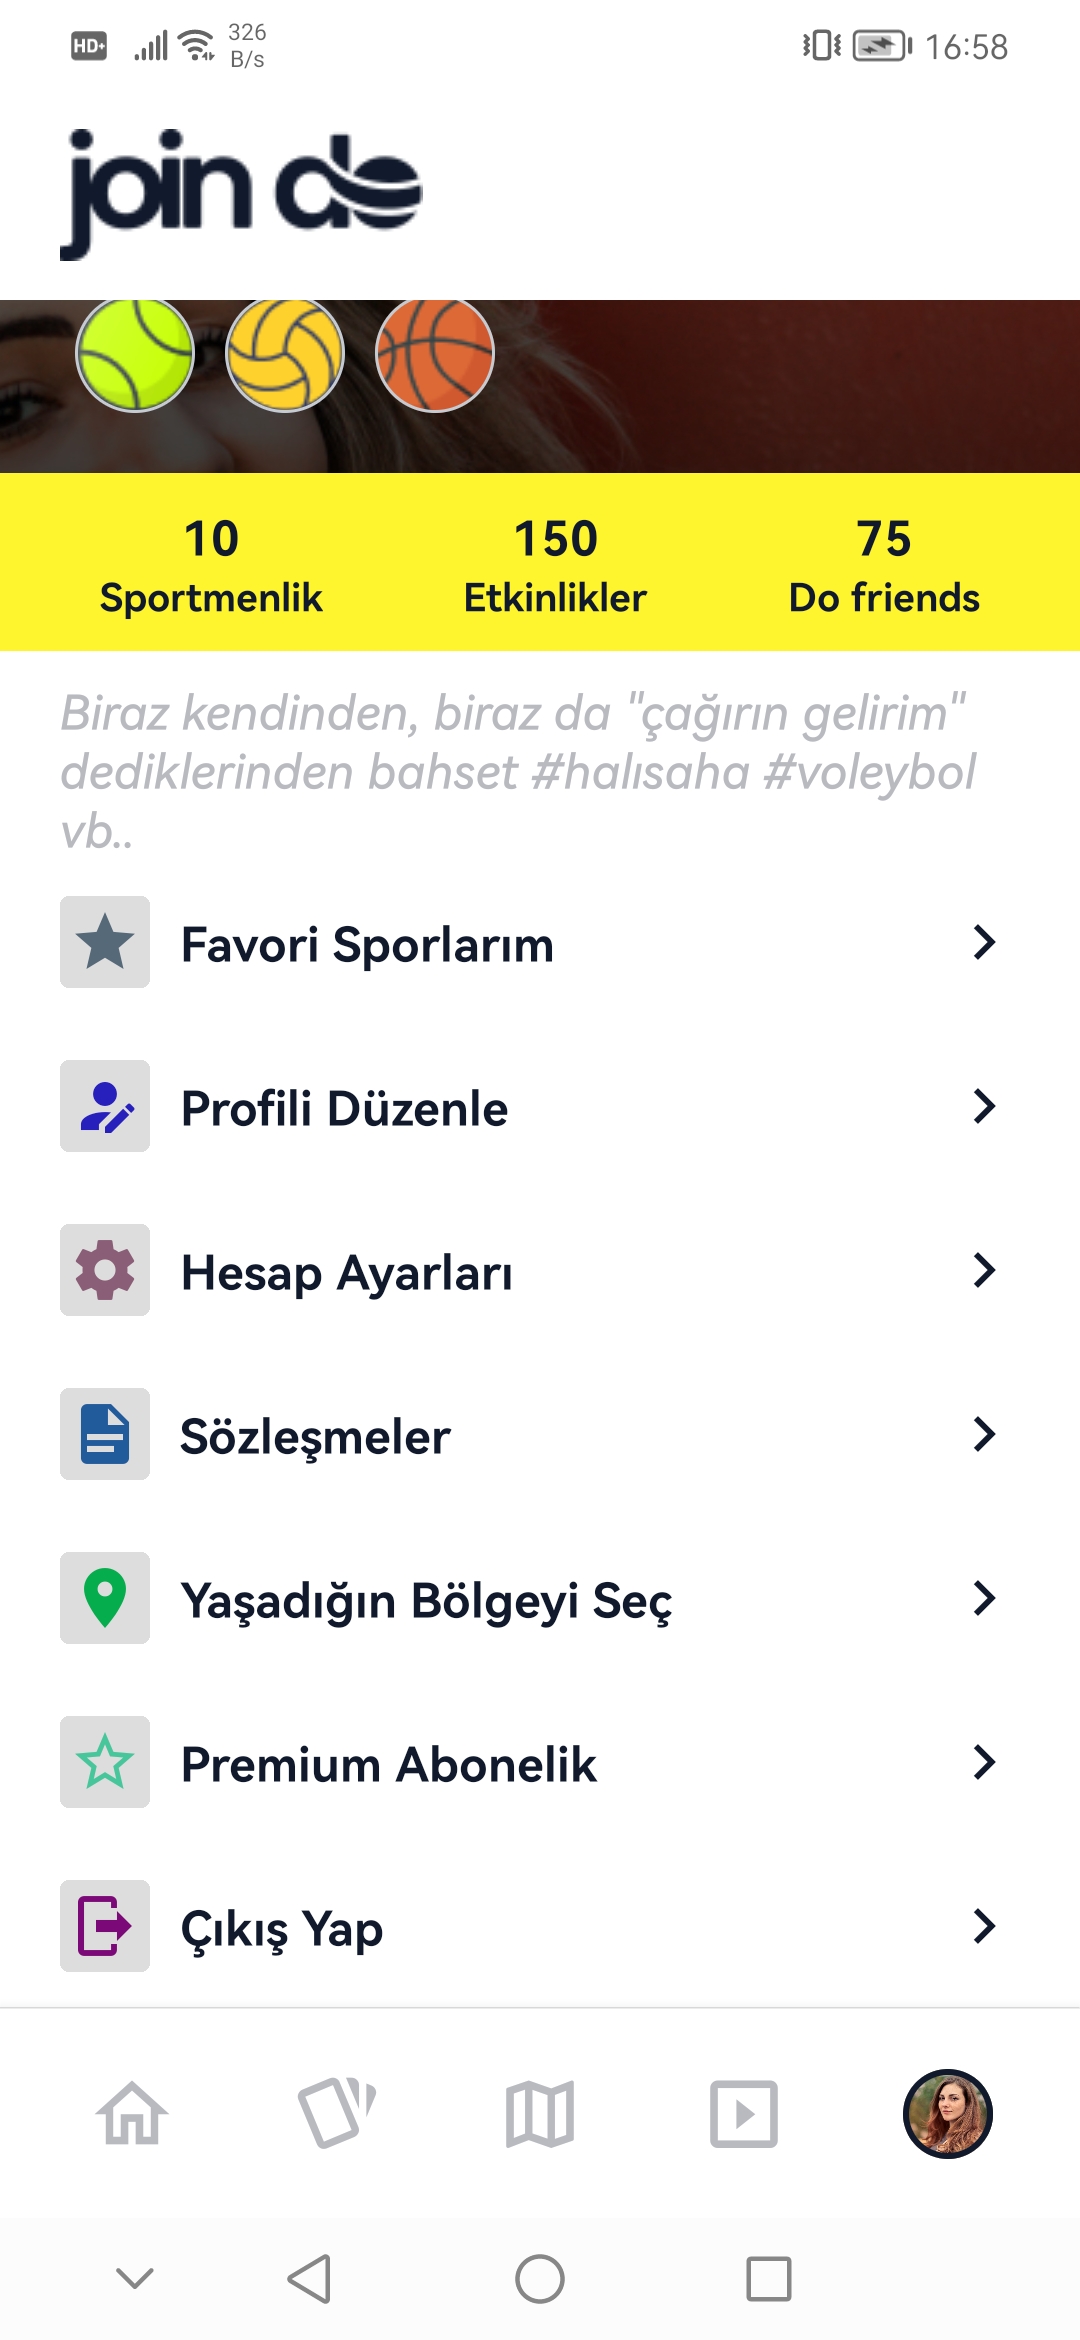 HD+
326
B/s
16:58
join do
10
150
75
Sportmenlik
Etkinlikler
Do friends
Biraz kendinden, biraz da "çağırın gelirim"
dediklerinden bahset #halısaha #voleybol
vb..
Favori Sporlarım
Profili Düzenle
Hesap Ayarları
Sözleşmeler
Yaşadığın Bölgeyi Seç
Premium Abonelik
Çıkış Yap